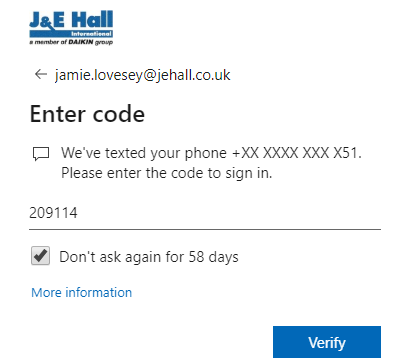 J&E Hall
International
a member of DAIKIN group
jamie.lovesey@jehall.co.uk
Enter code
We've texted your phone +XX XXXX XXX X51.
Please enter the code to sign in.
209114
Don't ask again for 58 days
More information
Verify